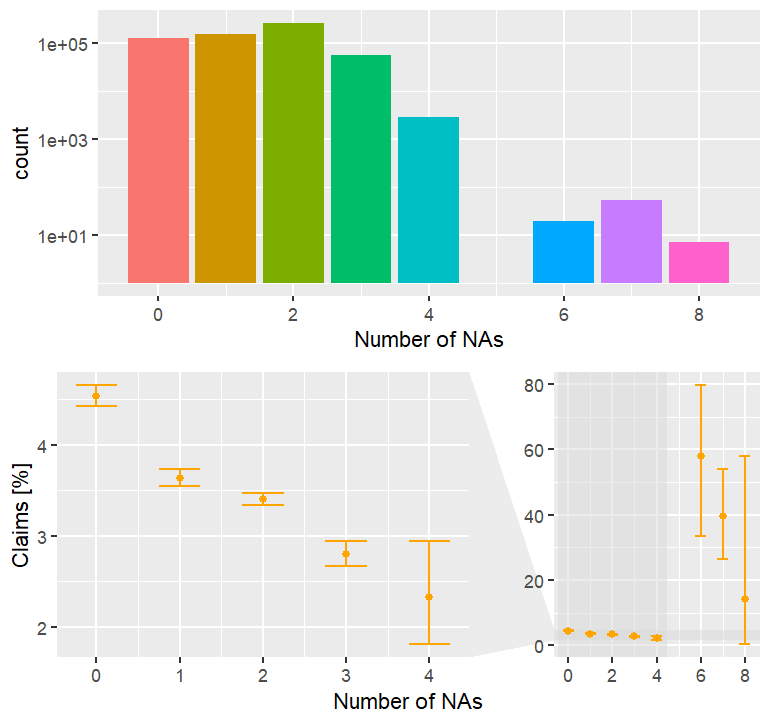 1e+05
1e+03
1e+01
count
0 2 4 6 8
Number of NAs
4
3
2
Claims [%]
0 1 2 3 4
80
60
40
20
0
0 2 4 6 8
Number of NAs